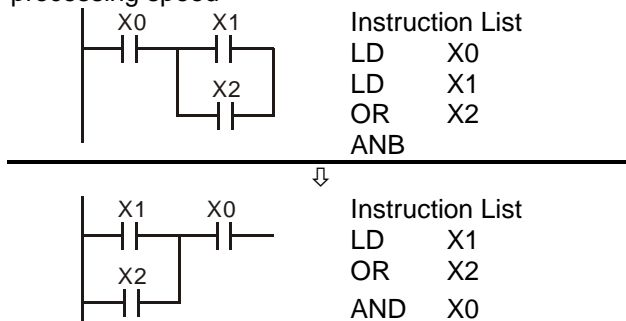 processing speed
X0 X1 Instruction List
LD X0
LD X1
X2
OR X2
ANB
⇩
X1 X0 Instruction List
LD X1
X2
OR X2
AND X0